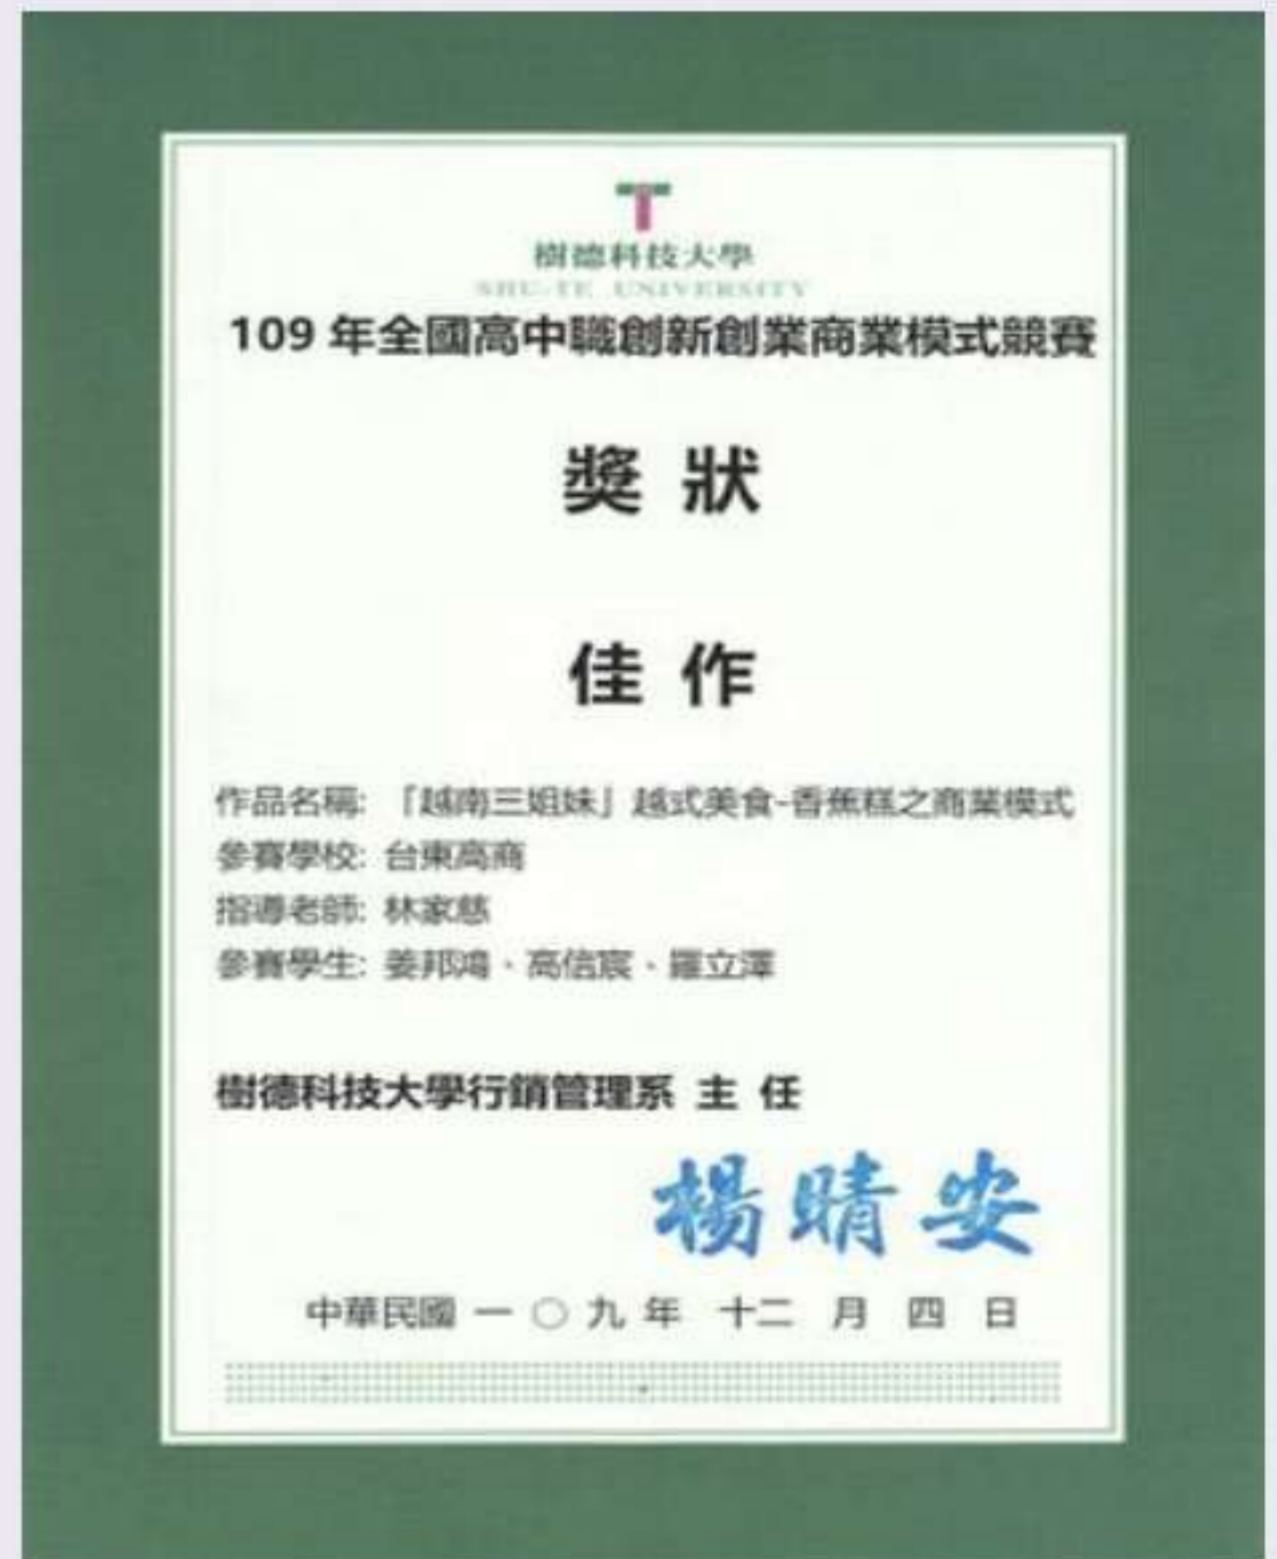 樹德科技大學
SHU-TE UNIVERSITY
109 年全國高中職創新創業商業模式競賽
獎 狀
佳 作
作品名稱: 「越南三姐妹」越式美食-香蕉糕之商業模式
參賽學校: 台東高商
指導老師: 林家慈
參賽學生: 姜邦鴻、高信宸、羅立澤
樹德科技大學行銷管理系 主 任
楊晴安
中華民國 一〇九年 十二 月 四 日